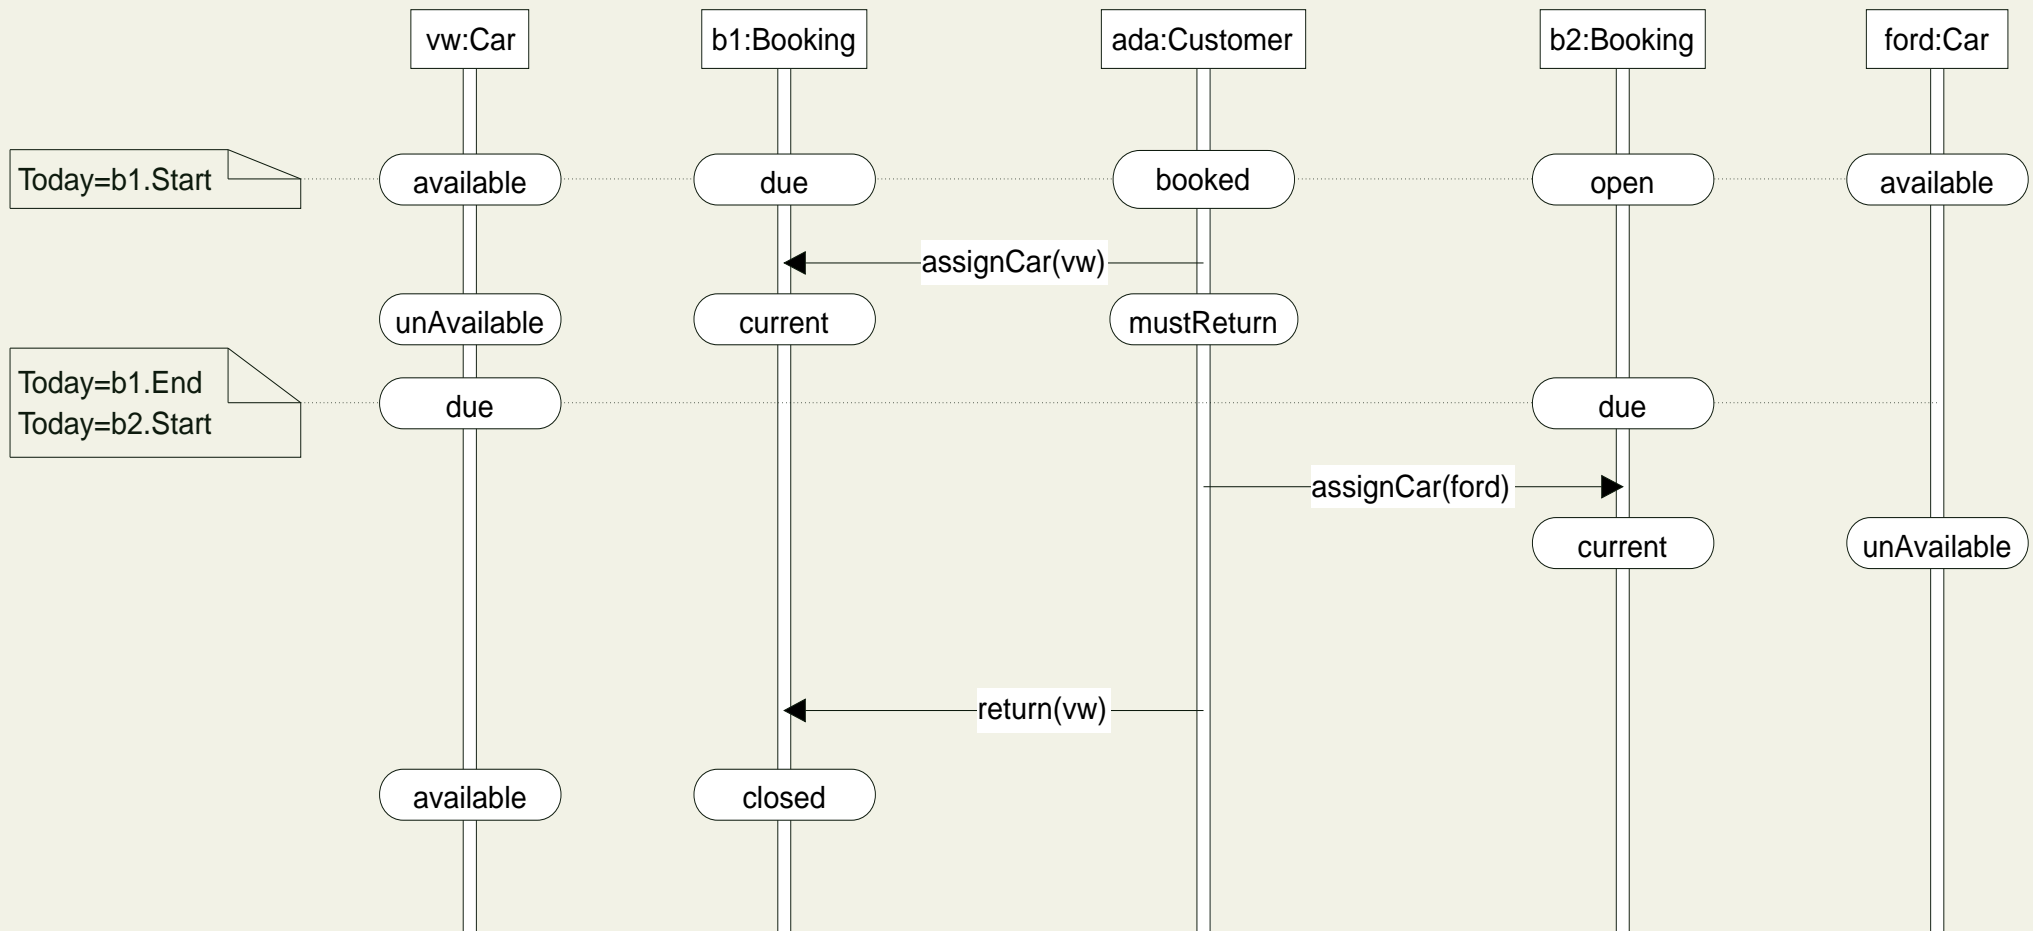 vw:Car
b1:Booking
ada:Customer
b2:Booking
ford:Car
Today=b1.Start
available
due
booked
open
available
assignCar(vw)
unAvailable
current
mustReturn
Today=b1.End
Today=b2.Start
due
due
assignCar(ford)
current
unAvailable
return(vw)
available
closed